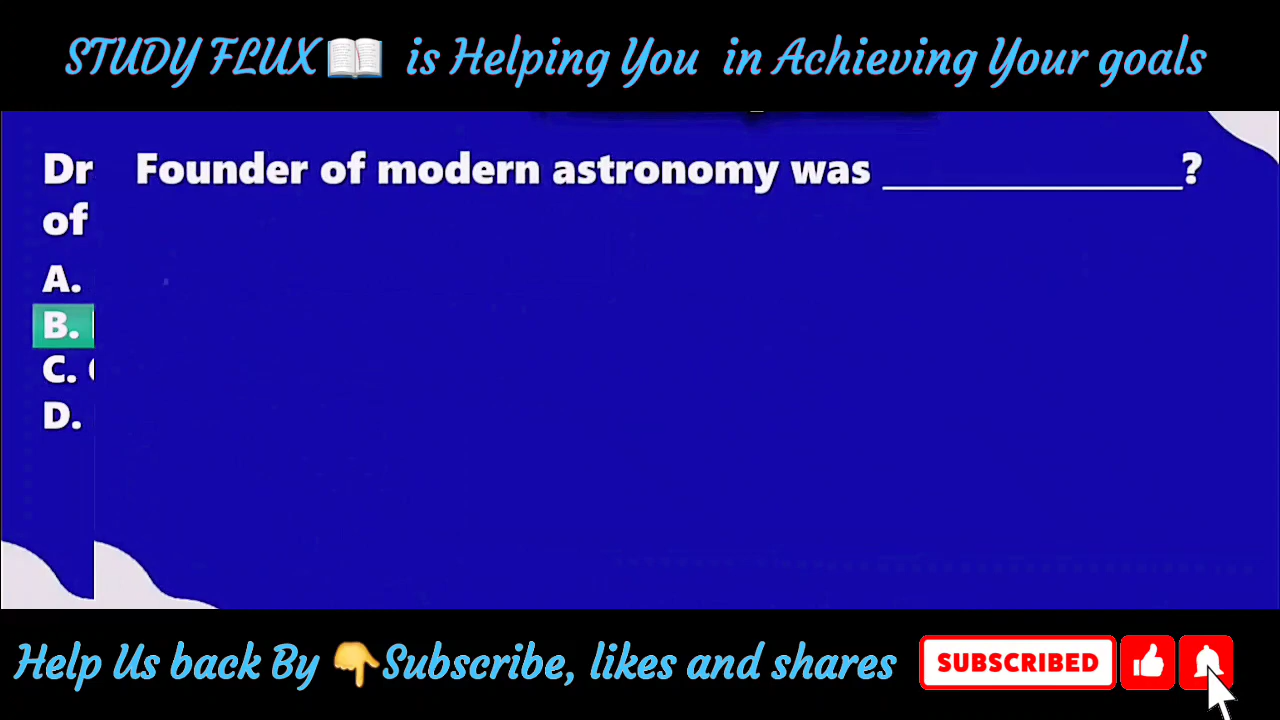 STUDY FLUX📖 is Helping You in Achieving Your goals
Dr
of
A.
B.
C.
D.
Founder of modern astronomy was _______________?
Help Us back By 👇Subscribe, likes and shares
SUBSCRIBED